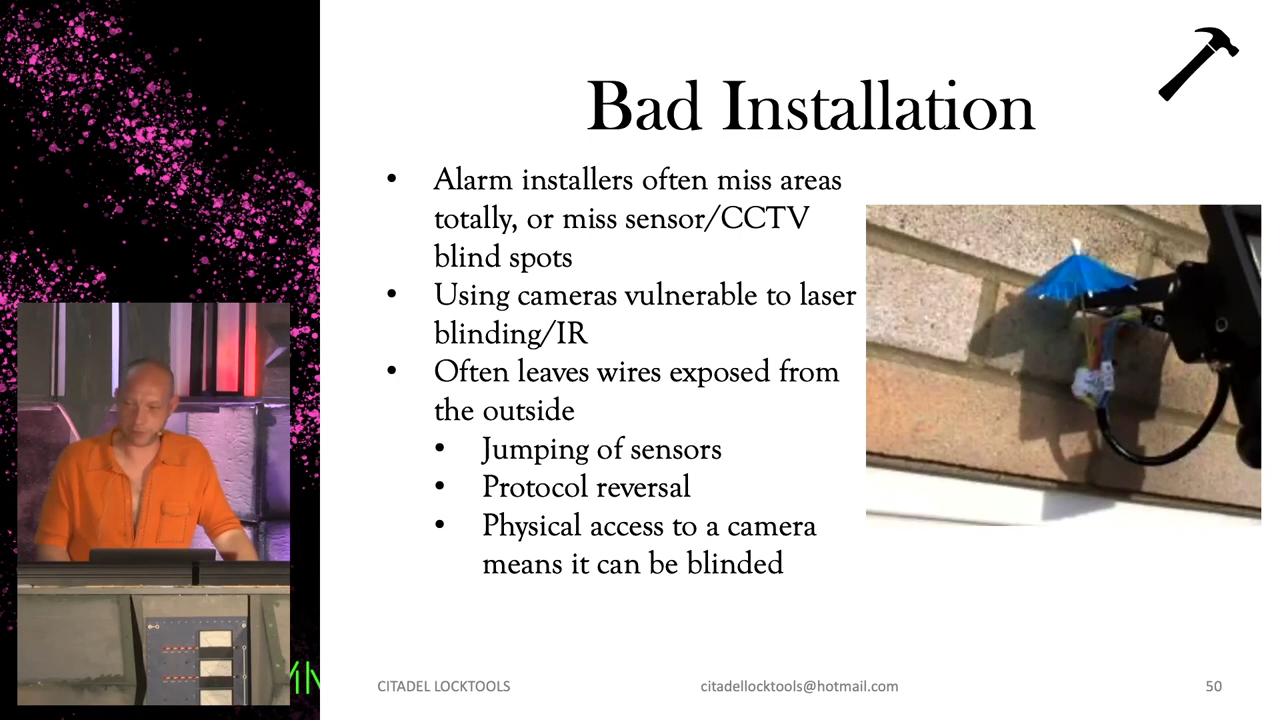 Bad Installation
• Alarm installers often miss areas
totally, or miss sensor/CCTV
blind spots
• Using cameras vulnerable to laser
blinding/IR
• Often leaves wires exposed from
the outside
• Jumping of sensors
• Protocol reversal
• Physical access to a camera
means it can be blinded
CITADEL LOCKTOOLS
citadellocktools@hotmail.com
50